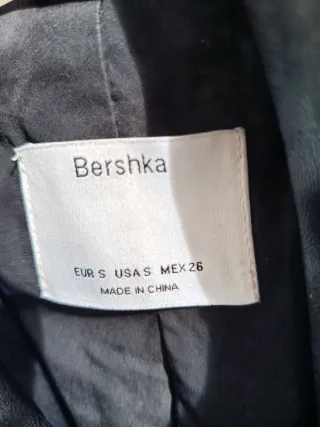 Bershka
EUR S USA S MEX 26
MADE IN CHINA